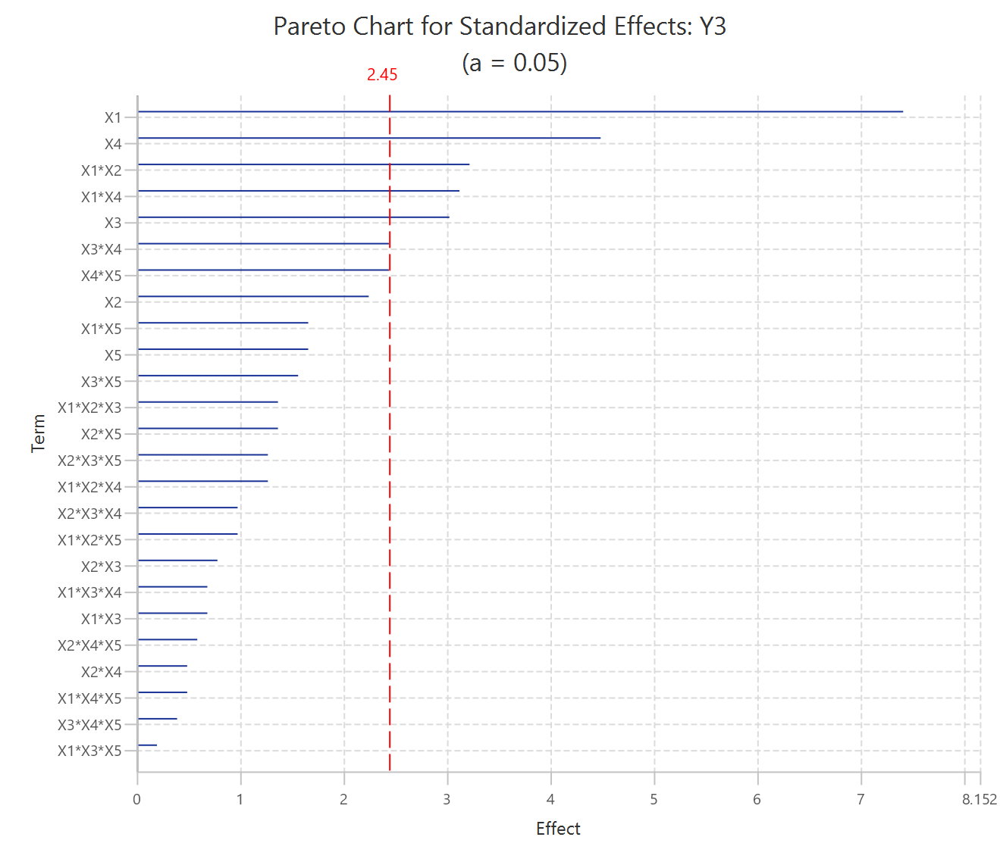 Pareto Chart for Standardized Effects: Y3
(a = 0.05)
2.45
X1
X4
X1*X2
X1*X4
X3
X3*X4
X4*X5
X2
X1*X5
X5
X3*X5
X1*X2*X3
X2*X5
X2*X3*X5
X1*X2*X4
X2*X3*X4
X1*X2*X5
X2*X3
X1*X3*X4
X1*X3
X2*X4*X5
X2*X4
X1*X4*X5
X3*X4*X5
X1*X3*X5
Term
0 1 2 3 4 5 6 7 8.152
Effect